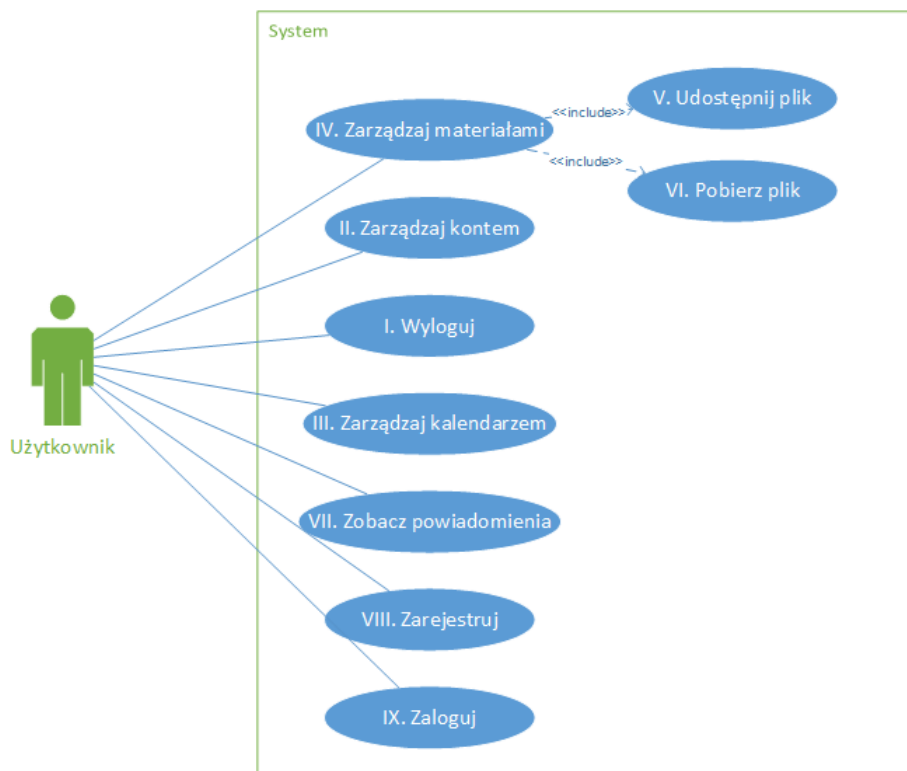 System
V. Udostępnij plik
<<include>>
IV. Zarządzaj materiałami
<<include>>
VI. Pobierz plik
II. Zarządzaj kontem
I. Wyloguj
III. Zarządzaj kalendarzem
Użytkownik
VII. Zobacz powiadomienia
VIII. Zarejestruj
IX. Zaloguj